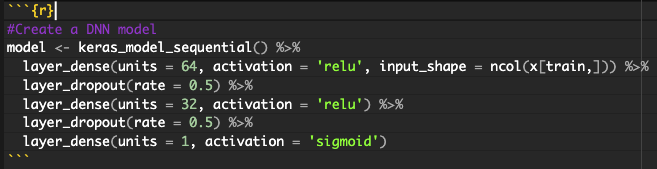 ```{r}
#Create a DNN model
model <- keras_model_sequential() %>%
  layer_dense(units = 64, activation = 'relu', input_shape = ncol(x[train,])) %>%
  layer_dropout(rate = 0.5) %>%
  layer_dense(units = 32, activation = 'relu') %>%
  layer_dropout(rate = 0.5) %>%
  layer_dense(units = 1, activation = 'sigmoid')
```